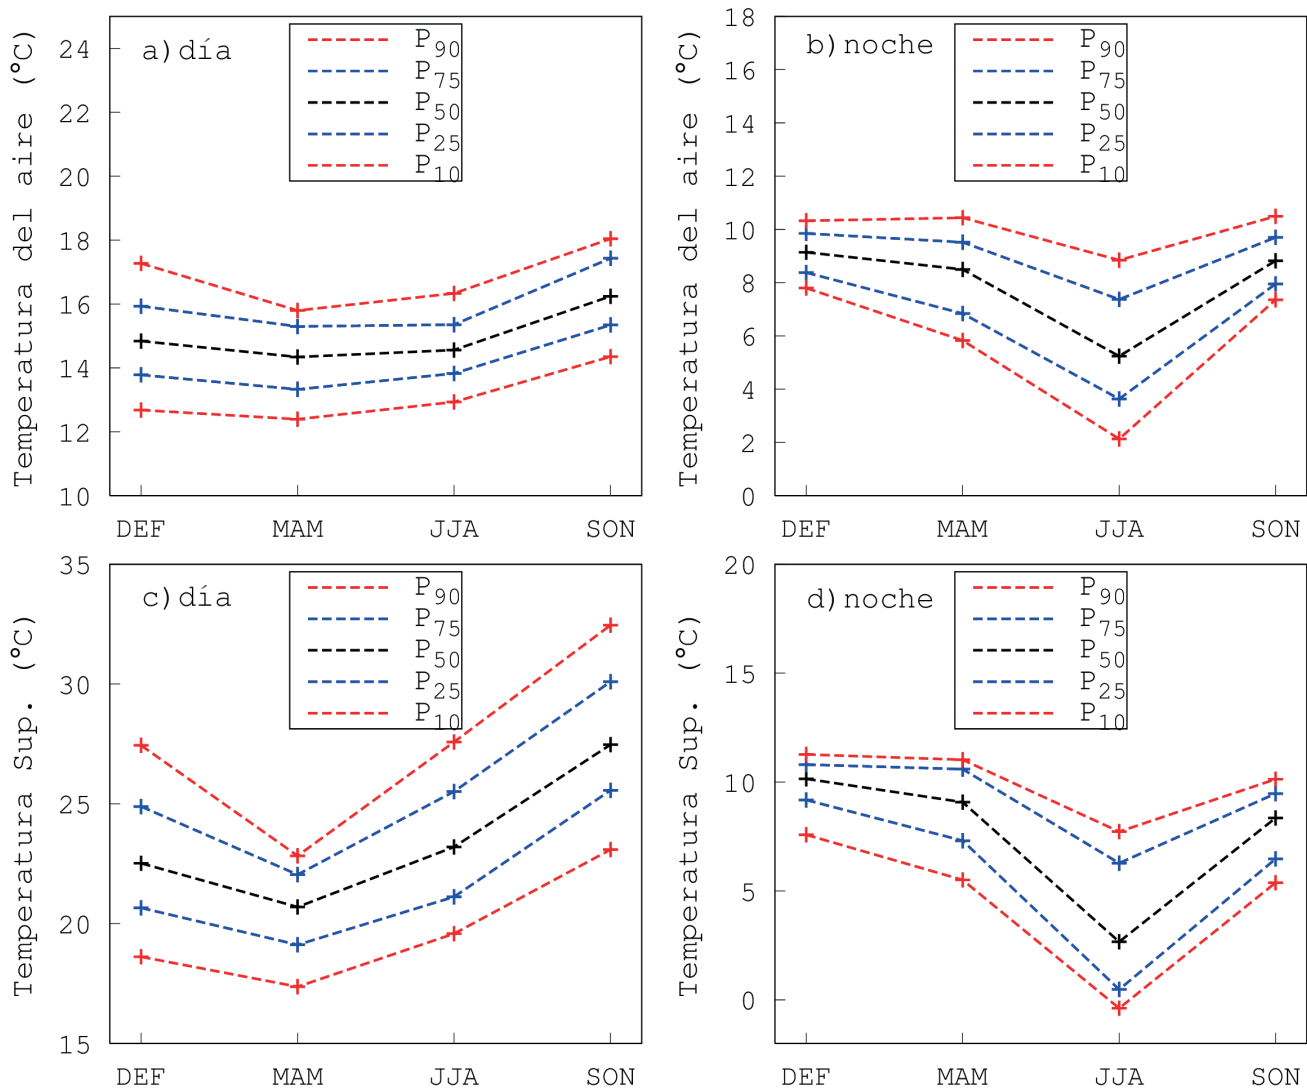 Temperatura del aire (°C)
24
22
20
18
16
14
12
10
a)día
P90
P75
P50
P25
P10
DEF MAM JJA SON
Temperatura del aire (°C)
18
16
14
12
10
8
6
4
2
0
b)noche
P90
P75
P50
P25
P10
DEF MAM JJA SON
Temperatura Sup. (°C)
35
30
25
20
15
c)día
P90
P75
P50
P25
P10
DEF MAM JJA SON
Temperatura Sup. (°C)
20
15
10
5
0
d)noche
P90
P75
P50
P25
P10
DEF MAM JJA SON